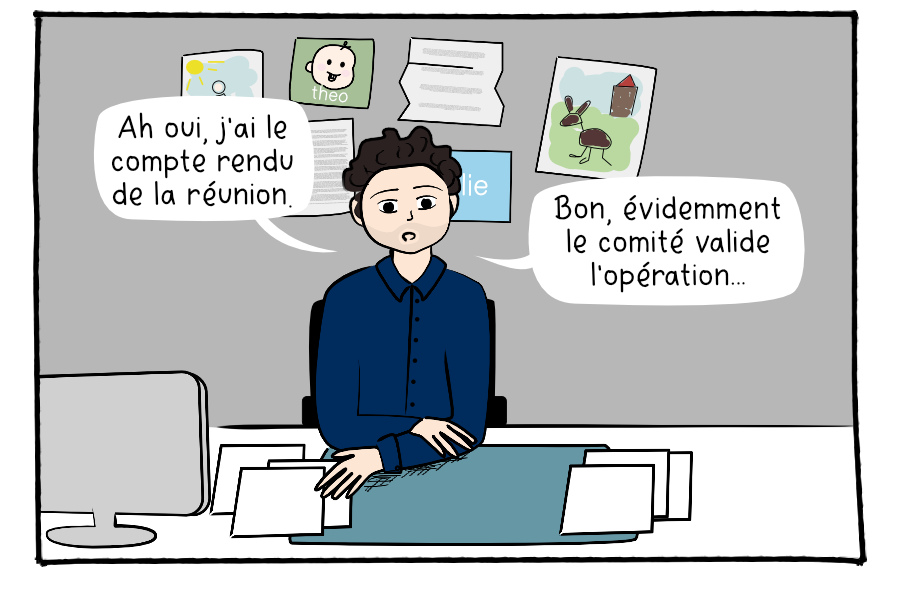 theo
lie
Ah oui, j'ai le
compte rendu
de la réunion.
Bon, évidemment
le comité valide
l'opération...